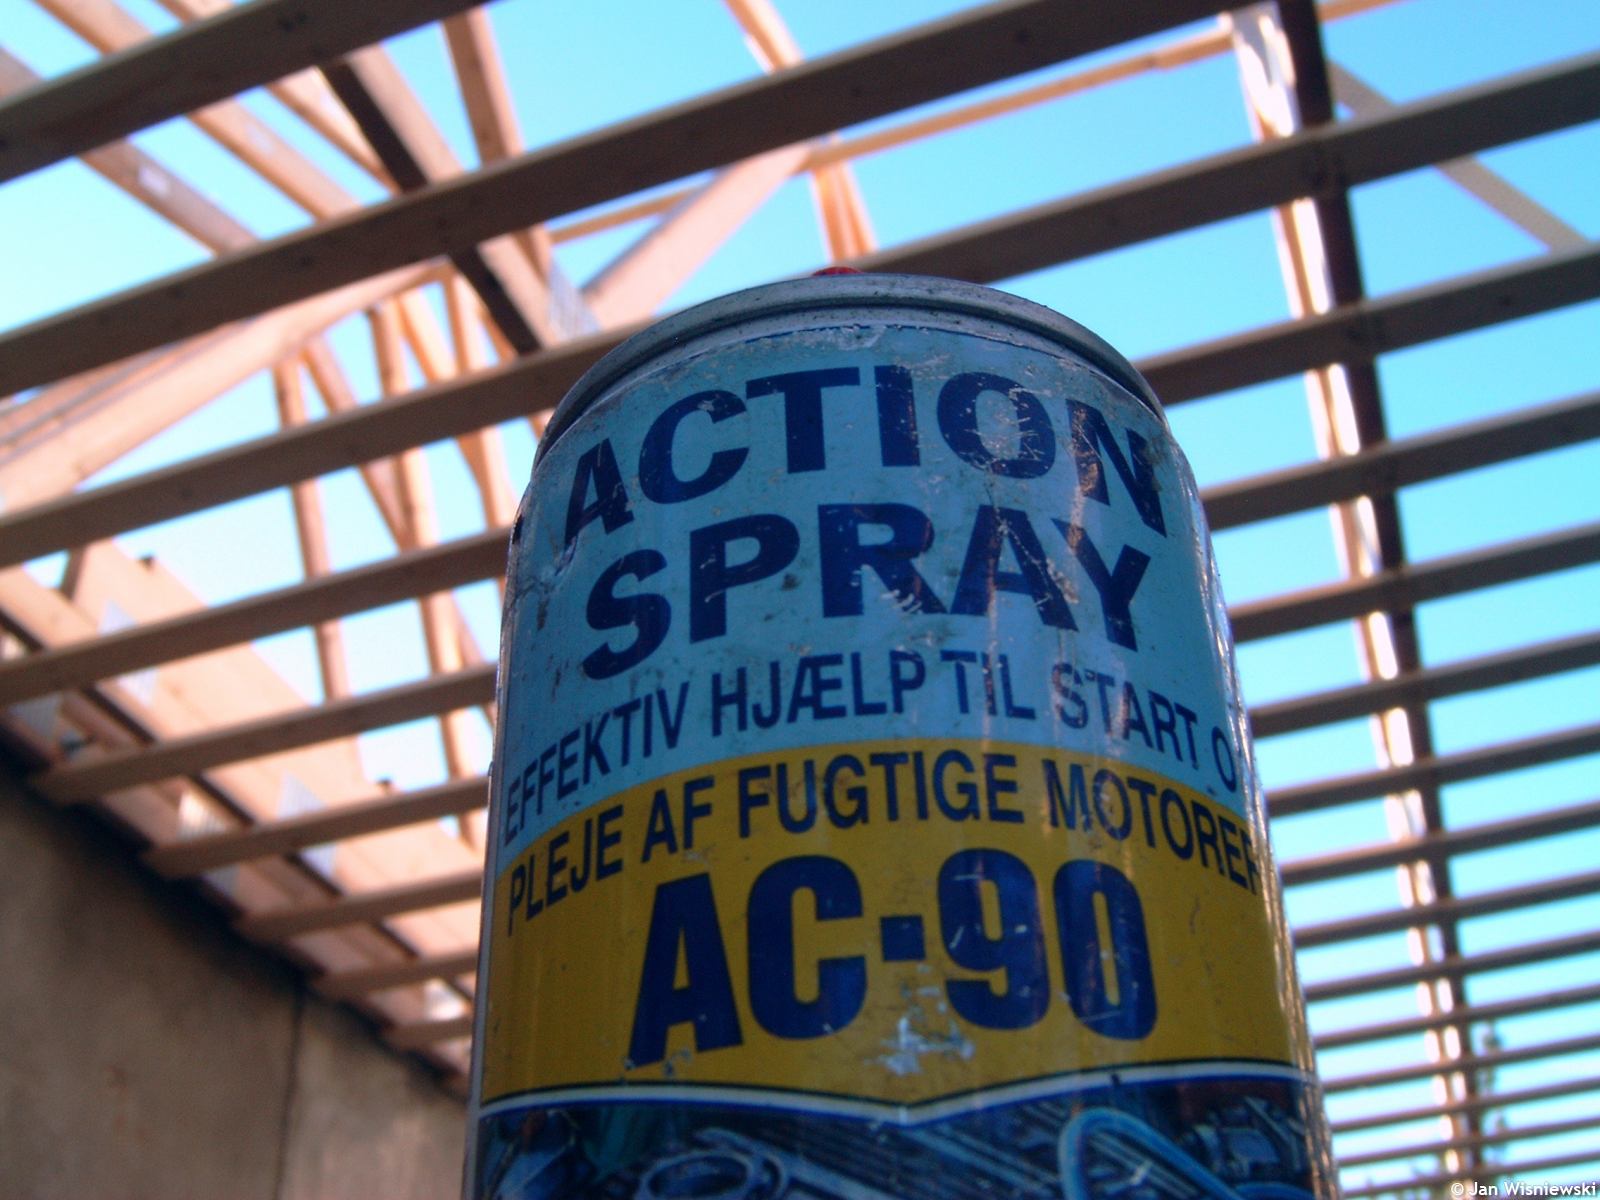 ACTION
SPRAY
EFFEKTIV HJÆLP TIL START
PLEJE AF FUGTIGE MOTORER
AC-90
© Jan Wisniewski